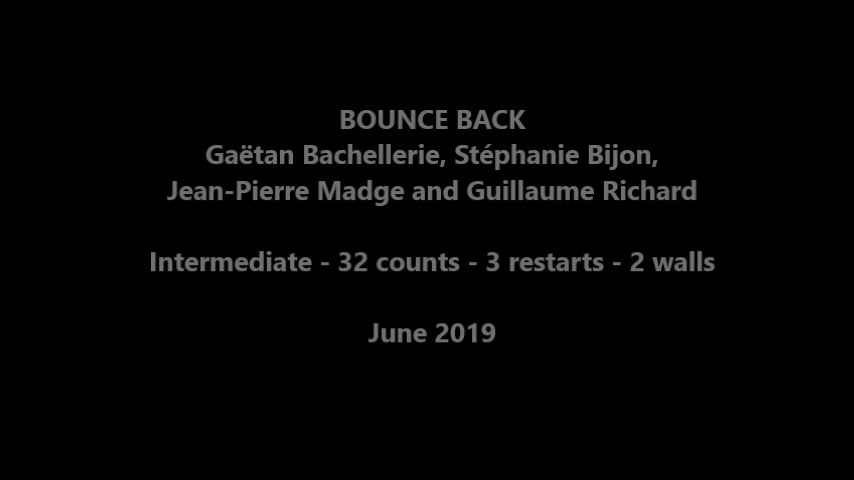 BOUNCE BACK
Gaëtan Bachellerie, Stéphanie Bijon,
Jean-Pierre Madge and Guillaume Richard
Intermediate - 32 counts - 3 restarts - 2 walls
June 2019